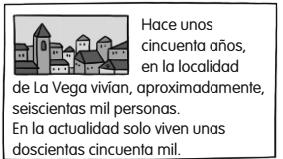 Hace unos
cincuenta años,
en la localidad
de La Vega vivían, aproximadamente,
seiscientas mil personas.
En la actualidad solo viven unas
doscientas cincuenta mil.